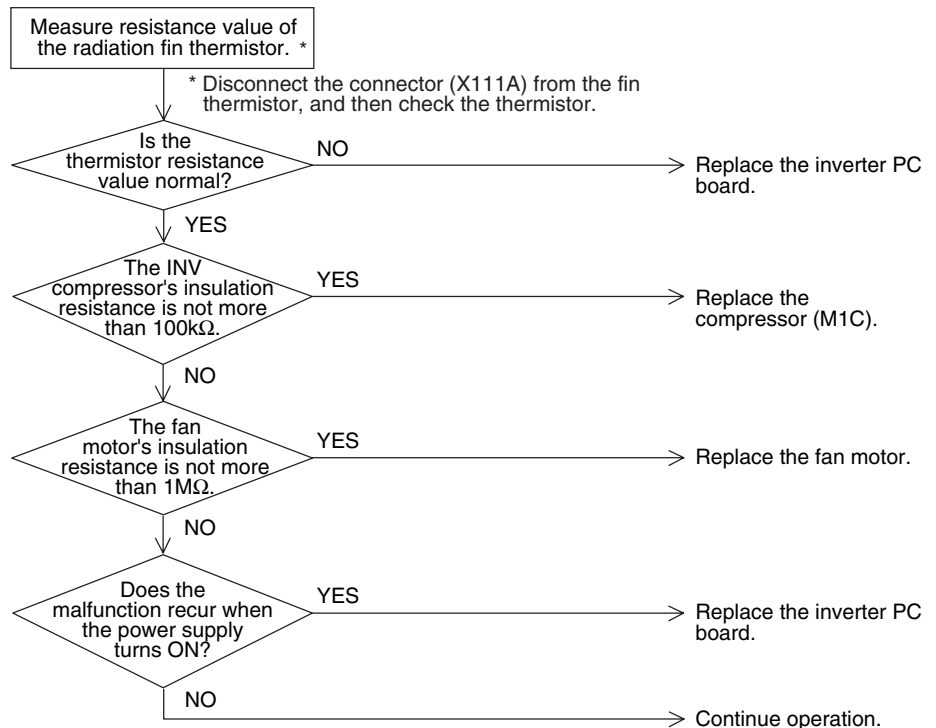 Measure resistance value of
the radiation fin thermistor. *
* Disconnect the connector (X111A) from the fin
thermistor, and then check the thermistor.
Is the
thermistor resistance
value normal?
NO
Replace the inverter PC
board.
YES
The INV
compressor's insulation
resistance is not more
than 100kΩ.
YES
Replace the
compressor (M1C).
NO
The fan
motor's insulation
resistance is not more
than 1MΩ.
YES
Replace the fan motor.
NO
Does the
malfunction recur when
the power supply
turns ON?
YES
Replace the inverter PC
board.
NO
Continue operation.